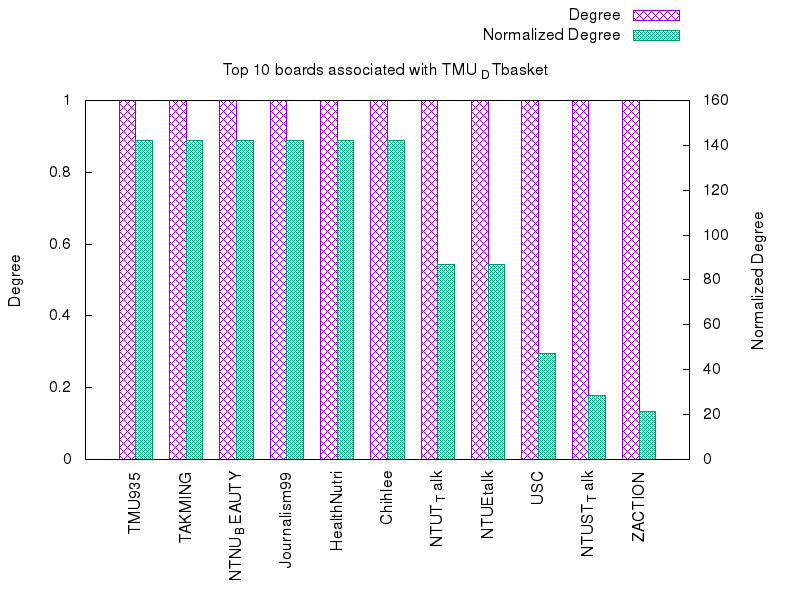 Degree
Normalized Degree
Top 10 boards associated with TMU_DTbasket
1
0.8
0.6
0.4
0.2
0
160
140
120
100
80
60
40
20
0
Degree
Normalized Degree
TMU935
TAKMING
NTNU_BEAUTY
Journalism99
HealthNutri
Chihlee
NTUT_Talk
NTUEtalk
USC
NTUST_Talk
ZACTION